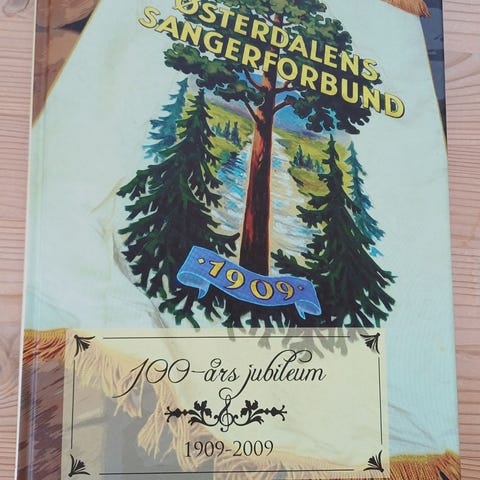 ØSTERDALENS
SANGERFORBUND
·1909·
100-års jubileum
1909-2009